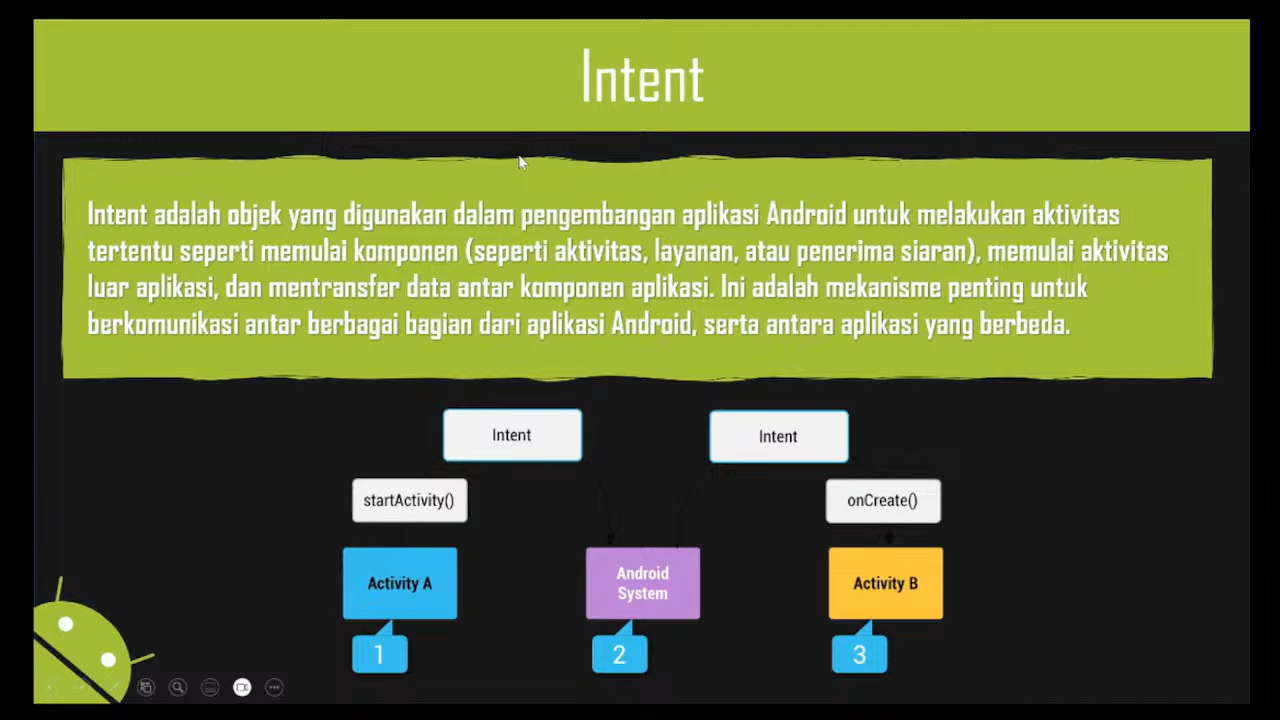 Intent
Intent adalah objek yang digunakan dalam pengembangan aplikasi Android untuk melakukan aktivitas
tertentu seperti memulai komponen (seperti aktivitas, layanan, atau penerima siaran), memulai aktivitas
luar aplikasi, dan mentransfer data antar komponen aplikasi. Ini adalah mekanisme penting untuk
berkomunikasi antar berbagai bagian dari aplikasi Android, serta antara aplikasi yang berbeda.
Intent
Intent
startActivity()
onCreate()
Activity A
Android
System
Activity B
1
2
3